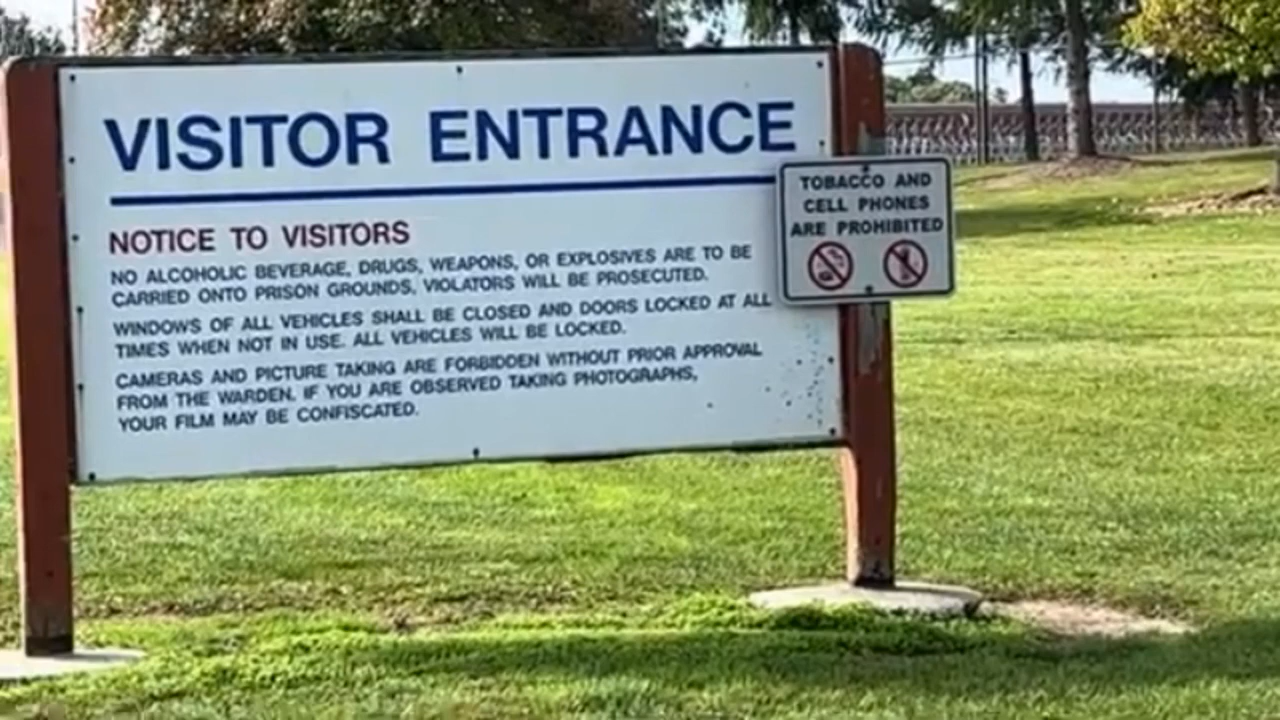 VISITOR ENTRANCE
NOTICE TO VISITORS
NO ALCOHOLIC BEVERAGE, DRUGS, WEAPONS, OR EXPLOSIVES ARE TO BE
CARRIED ONTO PRISON GROUNDS. VIOLATORS WILL BE PROSECUTED.
WINDOWS OF ALL VEHICLES SHALL BE CLOSED AND DOORS LOCKED AT ALL
TIMES WHEN NOT IN USE. ALL VEHICLES WILL BE LOCKED.
CAMERAS AND PICTURE TAKING ARE FORBIDDEN WITHOUT PRIOR APPROVAL
FROM THE WARDEN. IF YOU ARE OBSERVED TAKING PHOTOGRAPHS,
YOUR FILM MAY BE CONFISCATED.
TOBACCO AND
CELL PHONES
ARE PROHIBITED